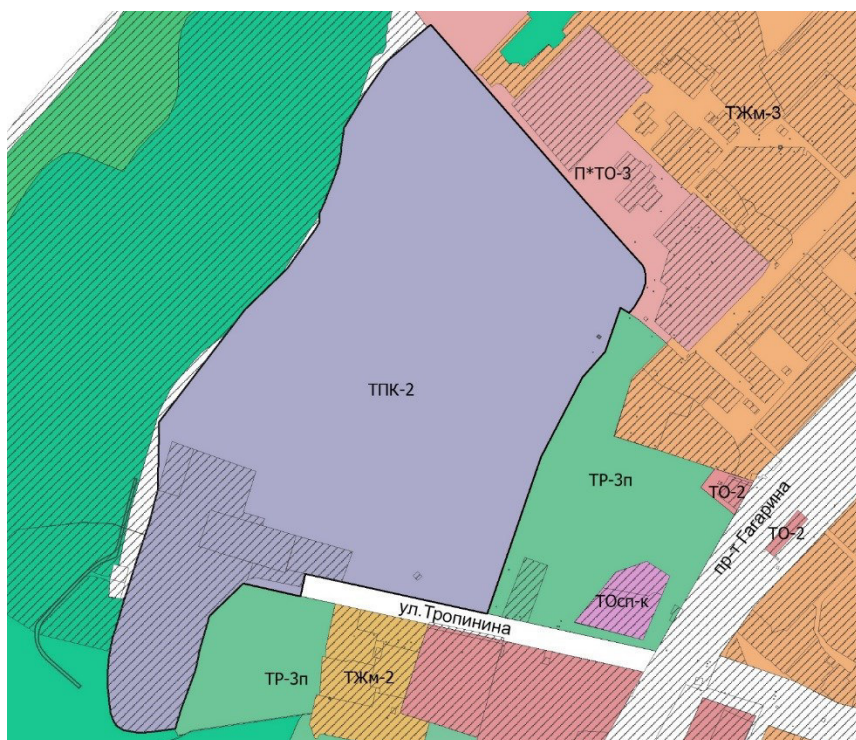 ТЖм-3
П*ТО-3
ТПК-2
ТР-3п
ТО-2
пр-т Гагарина
ТО-2
ТОсп-к
ул. Тропинина
ТР-3п
ТЖм-2